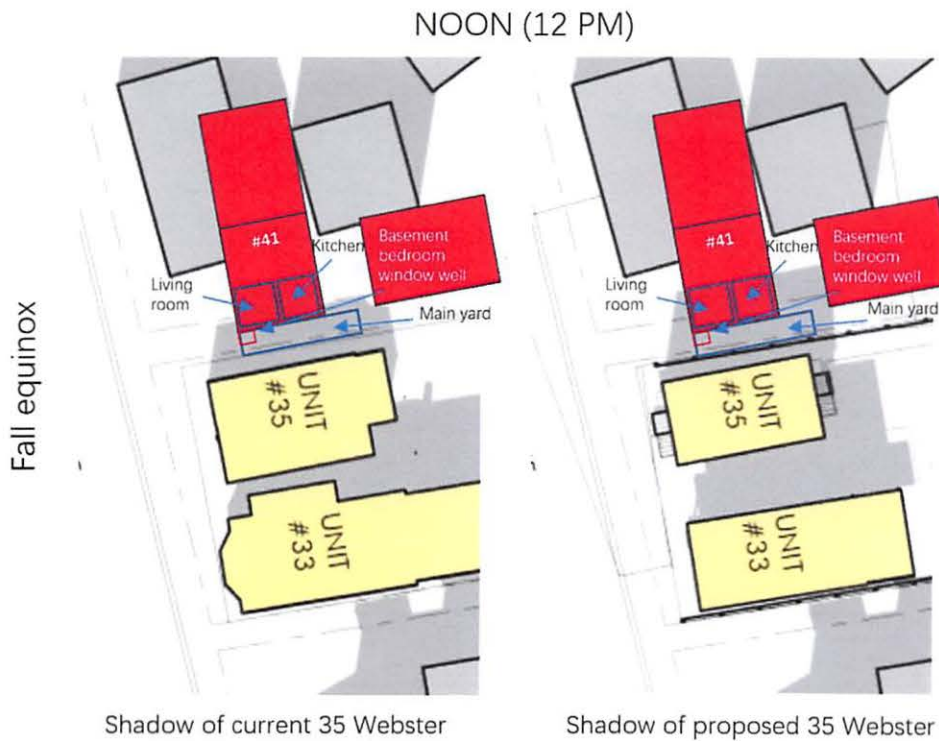 NOON (12 PM)
Fall equinox
#41
Kitchen
Basement
bedroom
window well
Living
room
Main yard
UNIT
#35
UNIT
#33
#41
Kitchen
Basement
bedroom
window well
Living
room
Main yard
UNIT
#35
UNIT
#33
Shadow of current 35 Webster
Shadow of proposed 35 Webster